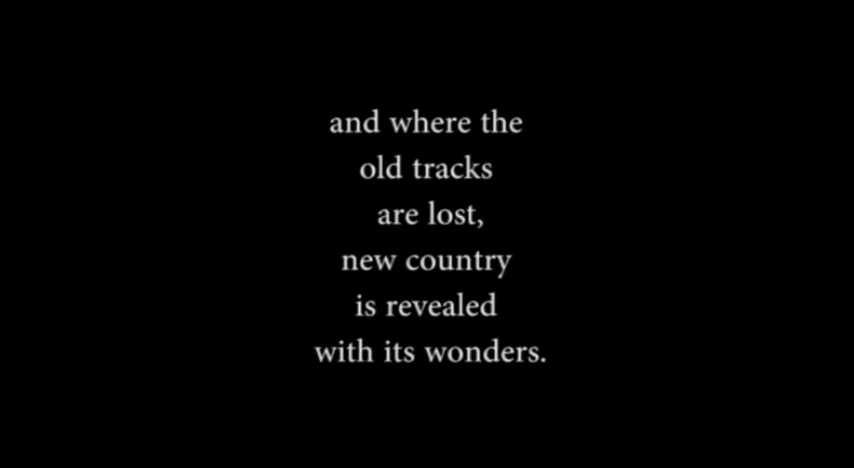 and where the
old tracks
are lost,
new country
is revealed
with its wonders.